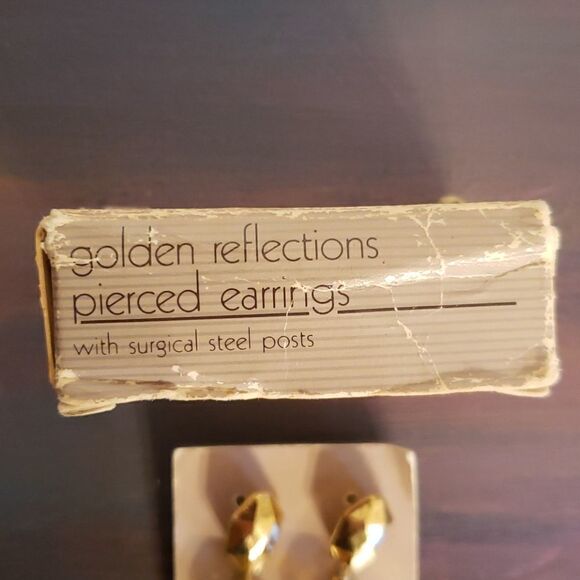 golden reflections
pierced earrings
with surgical steel posts